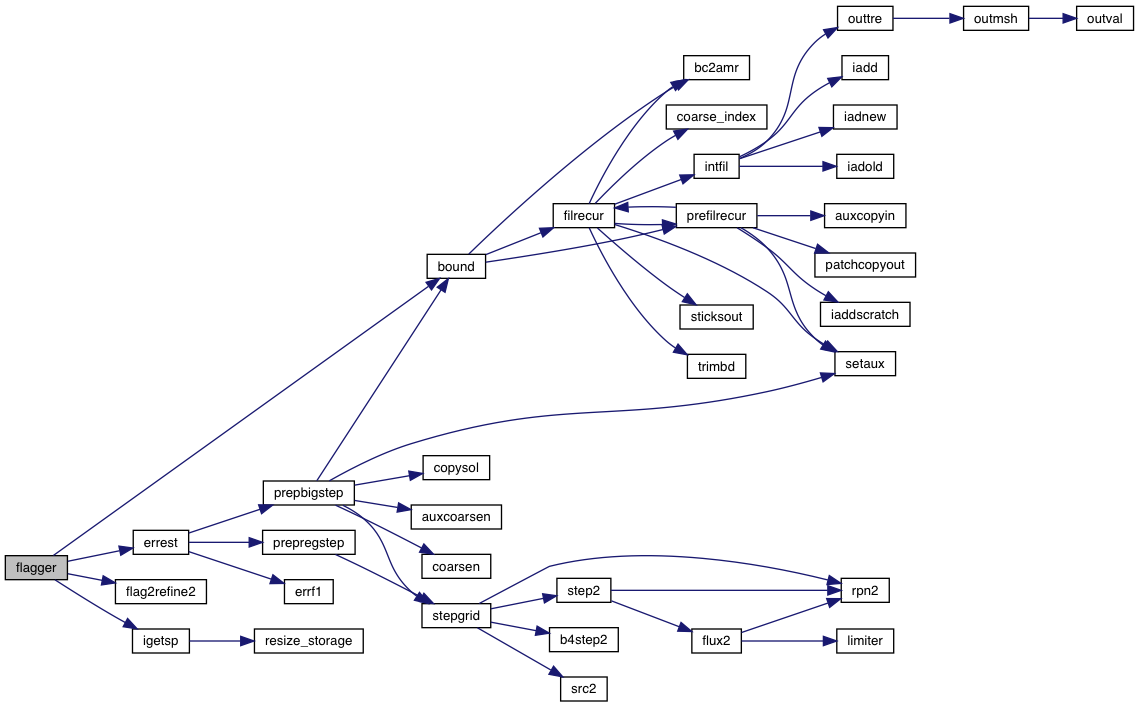 outtre
outmsh
outval
bc2amr
iadd
coarse_index
iadnew
intfil
iadold
filrecur
prefilrecur
auxcopyin
bound
patchcopyout
sticksout
iaddscratch
trimbd
setaux
copysol
prepbigstep
auxcoarsen
errest
prepregstep
coarsen
flagger
flag2refine2
errf1
step2
rpn2
stepgrid
igetsp
resize_storage
b4step2
flux2
limiter
src2